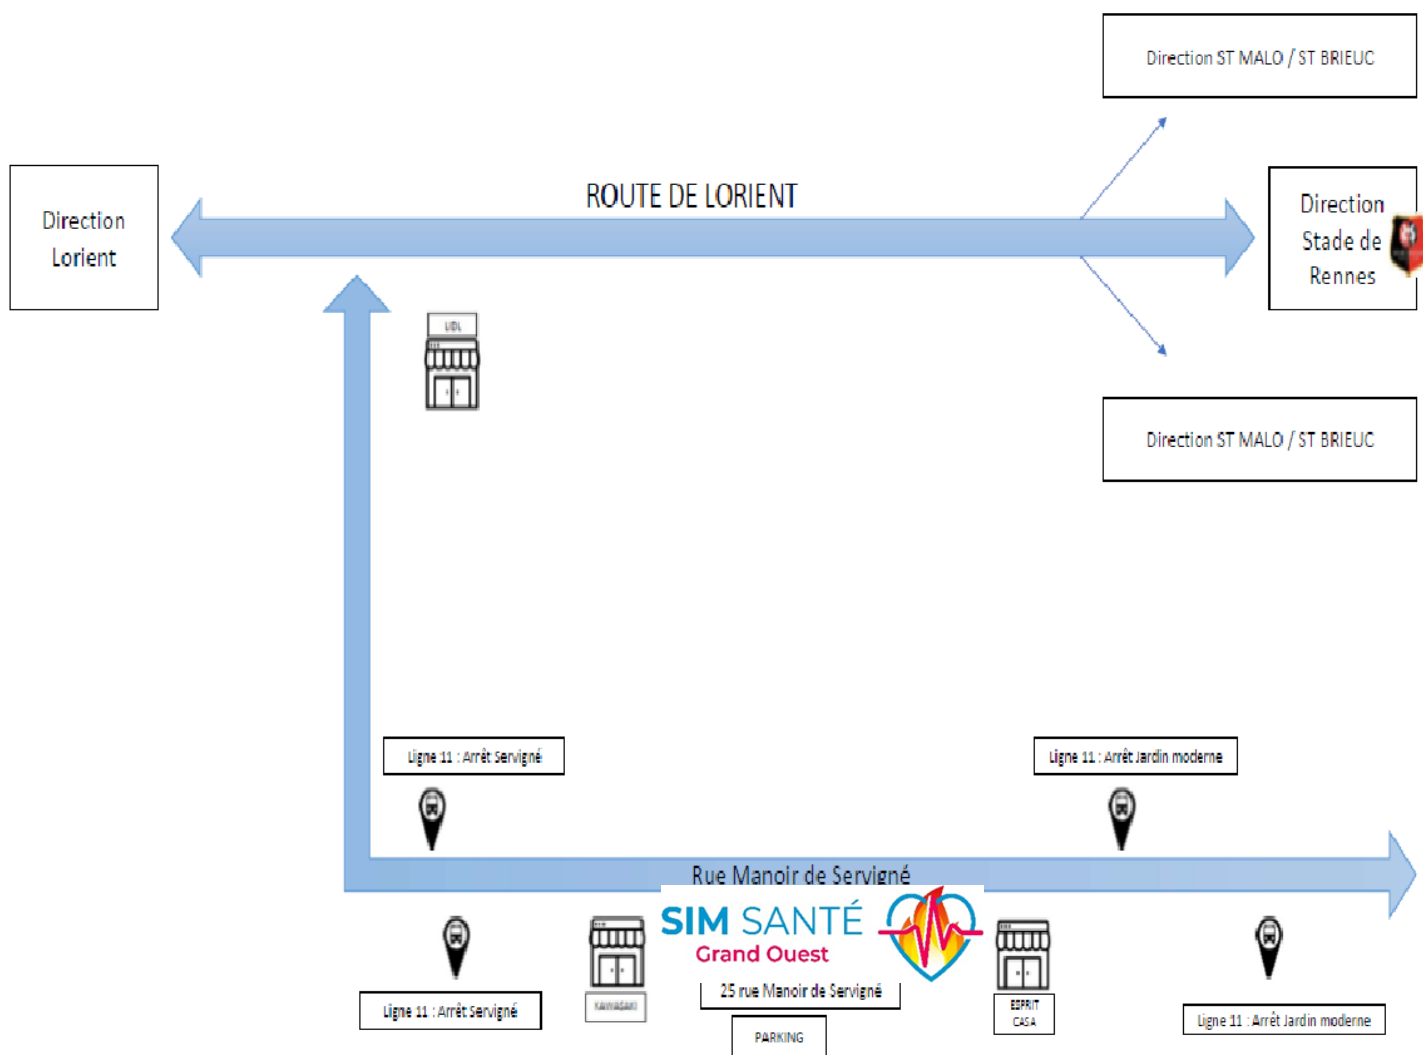 Direction ST MALO / ST BRIEUC
ROUTE DE LORIENT
Direction
Lorient
Direction
Stade de
Rennes
LIDL
Direction ST MALO / ST BRIEUC
Ligne 11 : Arrêt Servigné
Ligne 11 : Arrêt Jardin moderne
Rue Manoir de Servigné
SIM SANTÉ
Grand Ouest
25 rue Manoir de Servigné
KAWASAKI
ESPRIT
CASA
Ligne 11 : Arrêt Servigné
Ligne 11 : Arrêt Jardin moderne
PARKING